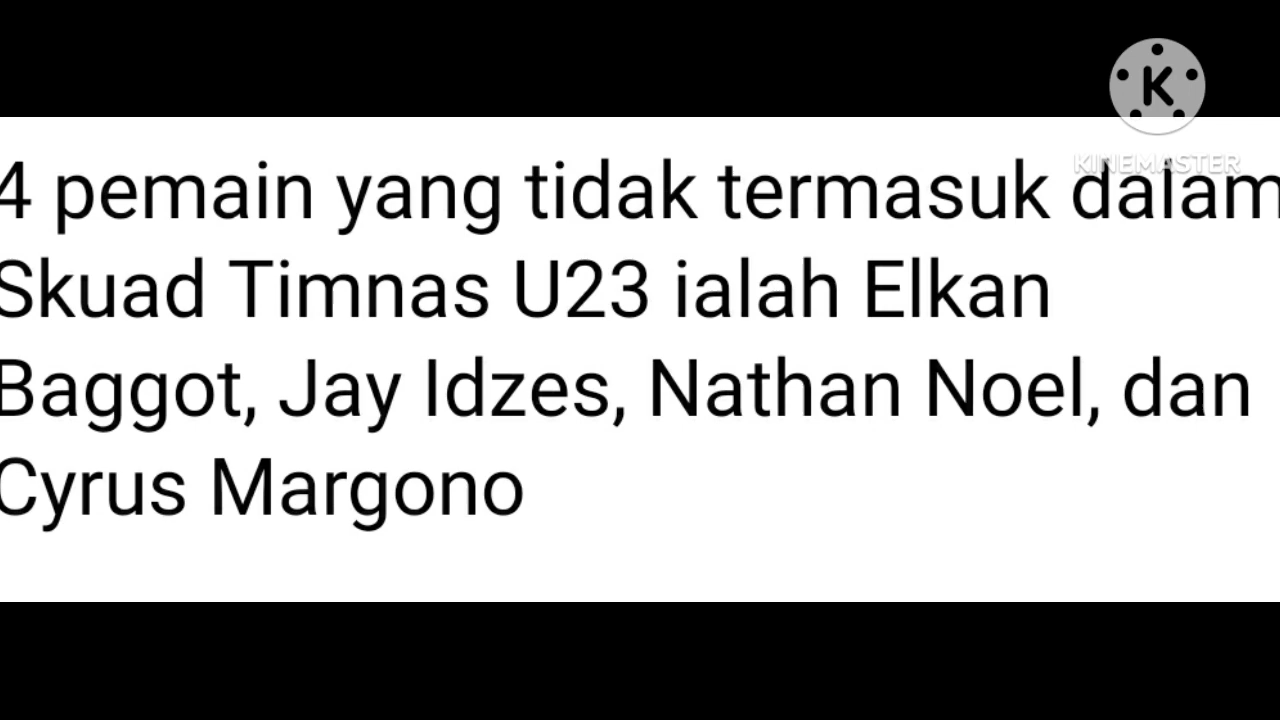 K
KINEMASTER
4 pemain yang tidak termasuk dalam
Skuad Timnas U23 ialah Elkan
Baggot, Jay Idzes, Nathan Noel, dan
Cyrus Margono